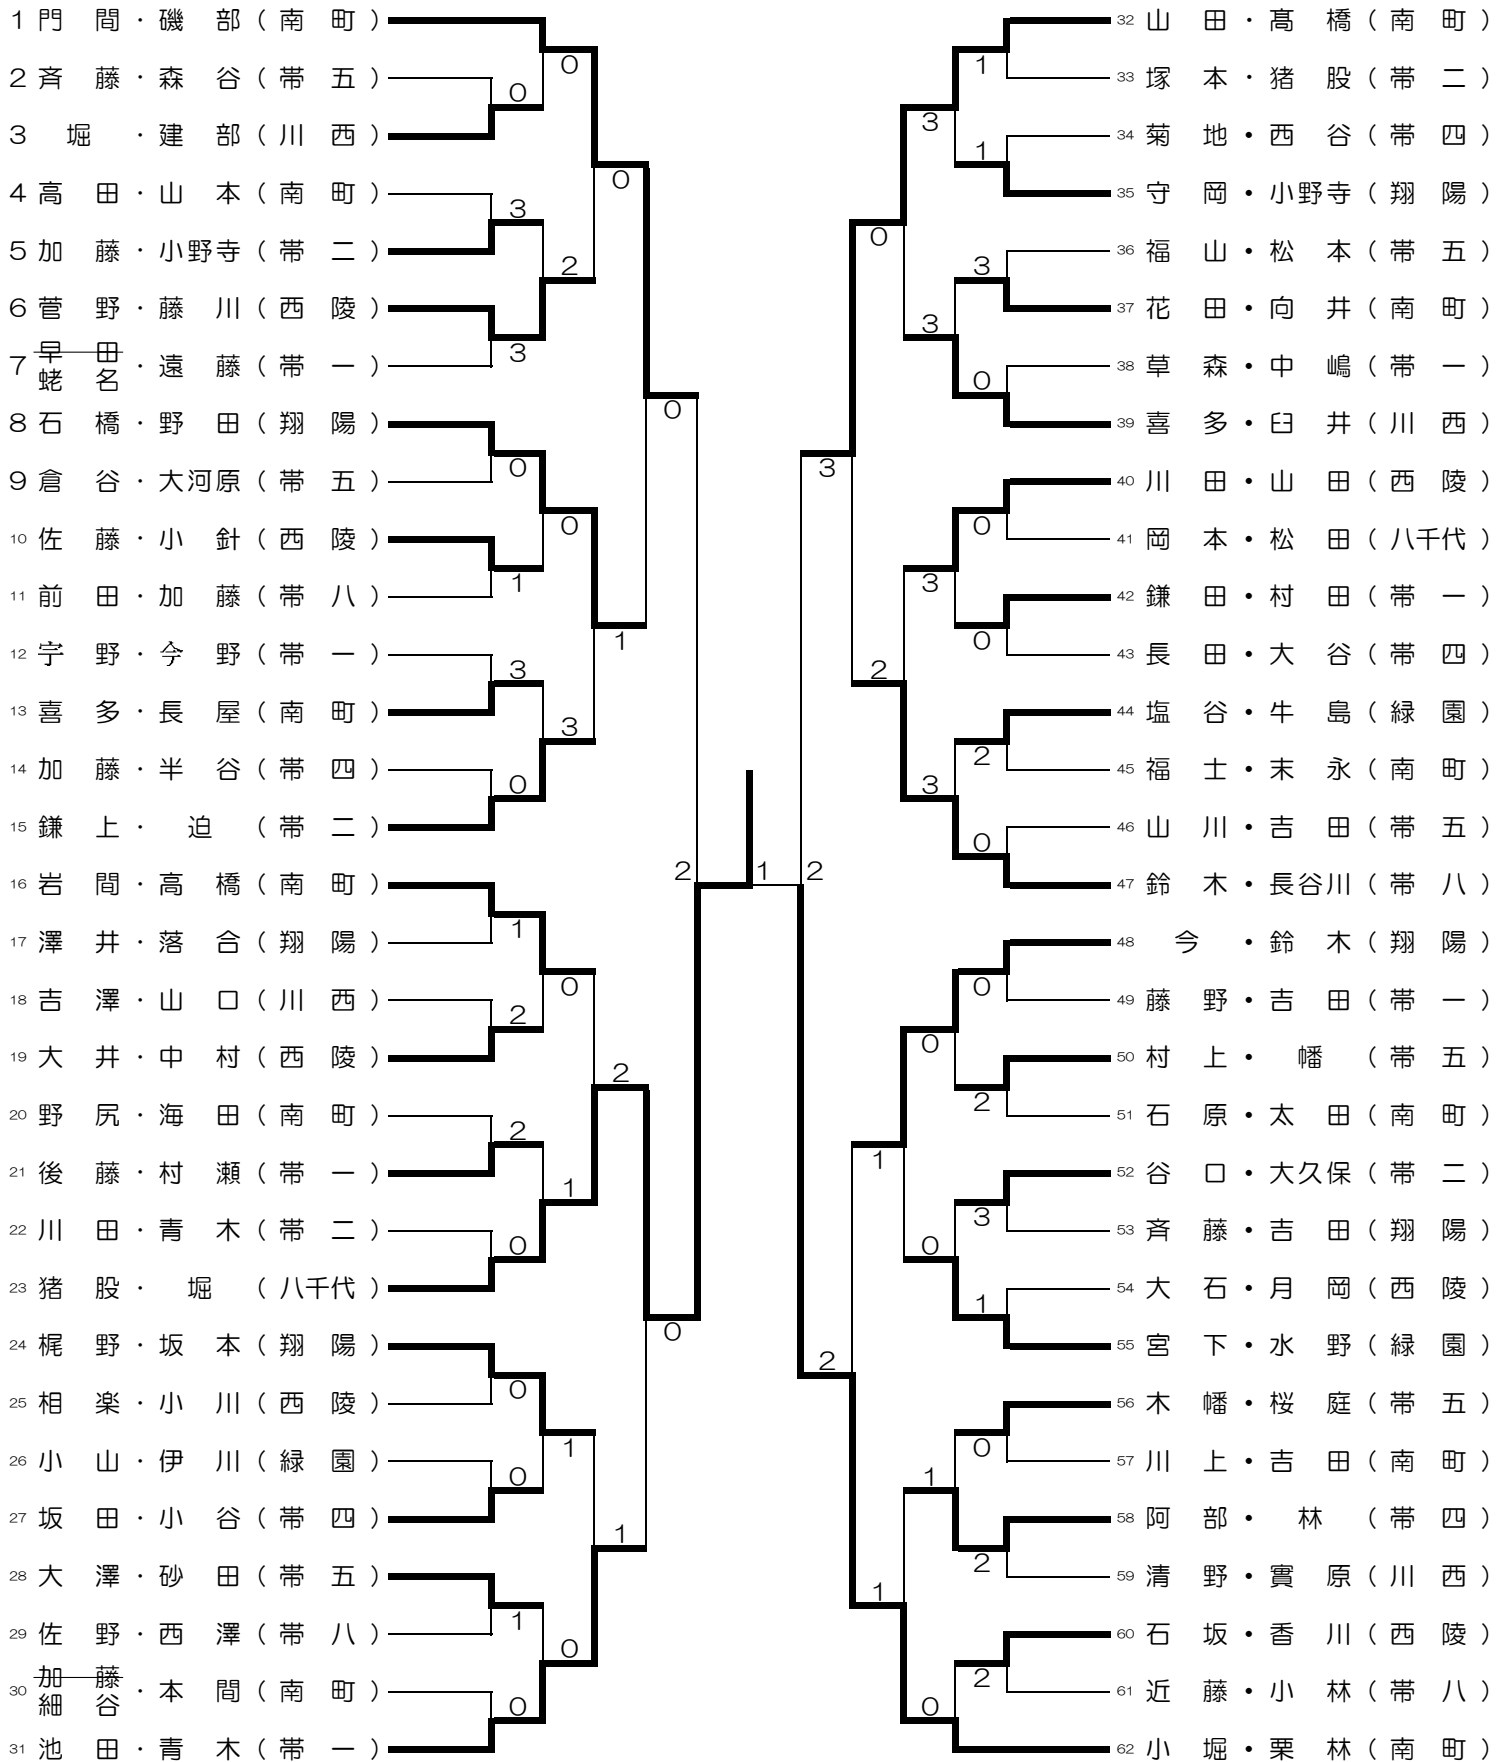 1 門 間・磯 部（南 町）
2 斉 藤・森 谷（帯 五）
3 堀 ・建 部（川 西）
4 高 田・山 本（南 町）
5 加 藤・小野寺（帯 二）
6 菅 野・藤 川（西 陵）
早 田
7 蛯 名・遠 藤（帯 一）
8 石 橋・野 田（翔 陽）
9 倉 谷・大河原（帯 五）
10 佐 藤・小 針（西 陵）
11 前 田・加 藤（帯 八）
12 宇 野・今 野（帯 一）
13 喜 多・長 屋（南 町）
14 加 藤・半 谷（帯 四）
15 鎌 上・ 迫 （帯 二）
16 岩 間・高 橋（南 町）
17 澤 井・落 合（翔 陽）
18 吉 澤・山 口（川 西）
19 大 井・中 村（西 陵）
20 野 尻・海 田（南 町）
21 後 藤・村 瀬（帯 一）
22 川 田・青 木（帯 二）
23 猪 股・ 堀 （八千代）
24 梶 野・坂 本（翔 陽）
25 相 楽・小 川（西 陵）
26 小 山・伊 川（緑 園）
27 坂 田・小 谷（帯 四）
28 大 澤・砂 田（帯 五）
29 佐 野・西 澤（帯 八）
加 藤
30 細 谷・本 間（南 町）
31 池 田・青 木（帯 一）
0
0
0
3
2
3
0
0
0
1
1
3
3
0
2
1
0
2
2
2
1
0
0
0
1
0
1
1
0
0
1
2
3
0
1
3
1
3
3
0
0
3
0
2
2
3
0
0
0
2
1
3
0
1
2
0
1
2
1
2
0
32 山 田・髙 橋（南 町）
33 塚 本・猪 股（帯 二）
34 菊 地・西 谷（帯 四）
35 守 岡・小野寺（翔 陽）
36 福 山・松 本（帯 五）
37 花 田・向 井（南 町）
38 草 森・中 嶋（帯 一）
39 喜 多・臼 井（川 西）
40 川 田・山 田（西 陵）
41 岡 本・松 田（八千代）
42 鎌 田・村 田（帯 一）
43 長 田・大 谷（帯 四）
44 塩 谷・牛 島（緑 園）
45 福 士・末 永（南 町）
46 山 川・吉 田（帯 五）
47 鈴 木・長谷川（帯 八）
48 今 ・鈴 木（翔 陽）
49 藤 野・吉 田（帯 一）
50 村 上・ 幡 （帯 五）
51 石 原・太 田（南 町）
52 谷 口・大久保（帯 二）
53 斉 藤・吉 田（翔 陽）
54 大 石・月 岡（西 陵）
55 宮 下・水 野（緑 園）
56 木 幡・桜 庭（帯 五）
57 川 上・吉 田（南 町）
58 阿 部・ 林 （帯 四）
59 清 野・實 原（川 西）
60 石 坂・香 川（西 陵）
61 近 藤・小 林（帯 八）
62 小 堀・栗 林（南 町）